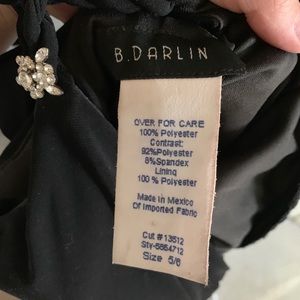 B.DARLIN
OVER FOR CARE
100% Polyester
Contrast:
92%Polyester
8%Spandex
Lining
100 % Polyester
Made in Mexico
Of Imported Fabric
Cut #13512
Sty-5664712
Size 5/6